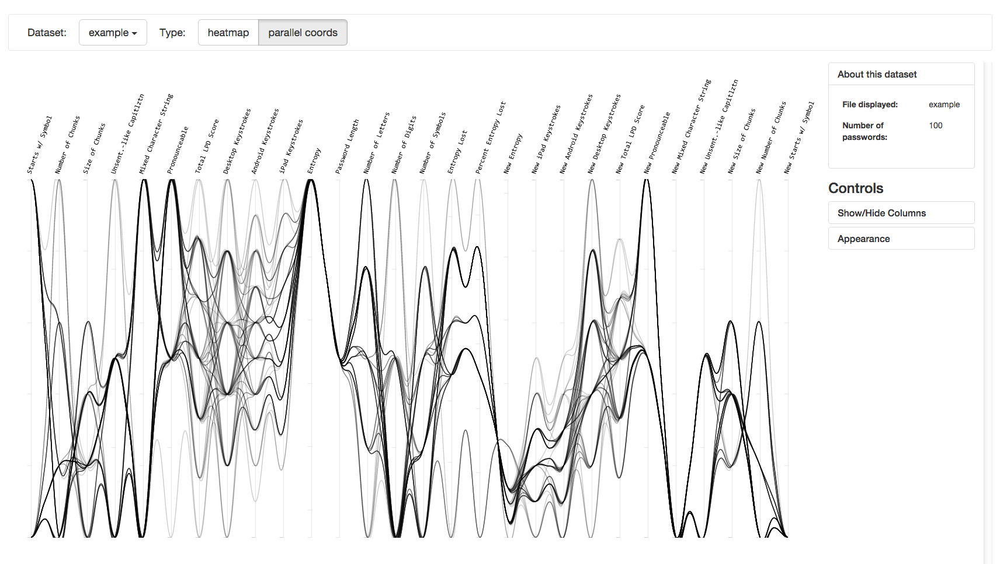 Dataset: example Type: heatmap parallel coords
Starts w/ Symbol
Number of Chunks
Size of Chunks
Unsent.-like Capitlztn
Mixed Character String
Pronounceable
Total LPD Score
Desktop Keystrokes
Android Keystrokes
iPad Keystrokes
Entropy
Password Length
Number of Letters
Number of Digits
Number of Symbols
Entropy Lost
Percent Entropy Lost
New Entropy
New iPad Keystrokes
New Android Keystrokes
New Desktop Keystrokes
New Total LPD Score
New Pronounceable
New Mixed Character String
New Unsent.-like Capitlztn
New Size of Chunks
New Number of Chunks
New Starts w/ Symbol
About this dataset
File displayed: example
Number of passwords: 100
Controls
Show/Hide Columns
Appearance